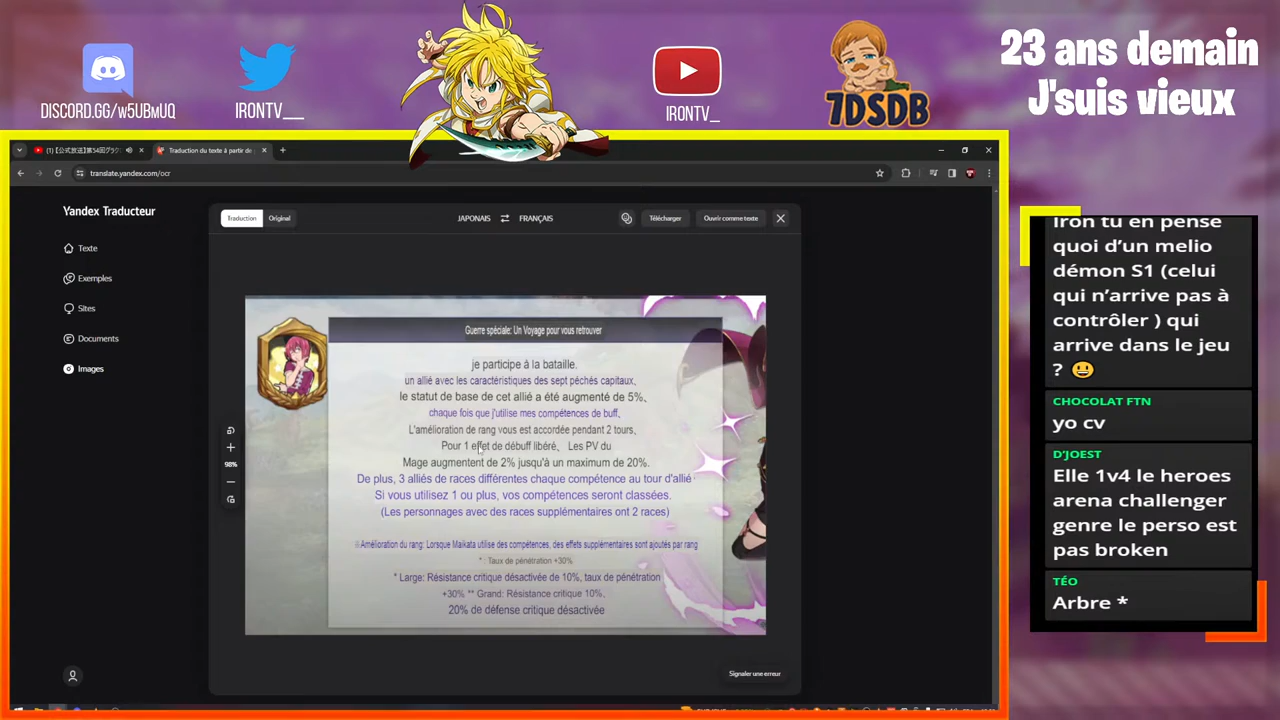 DISCORD.GG/W5UBMUQ
IRONTV__
IRONTV_
7DSDB
23 ans demain
J'suis vieux
Traduction du texte à partir de
translate.yandex.com/ocr
Yandex Traducteur
Texte
Exemples
Sites
Documents
Images
Traduction
Original
JAPONAIS
FRANÇAIS
Télécharger
Ouvrir comme texte
98%
Guerre spéciale: Un Voyage pour vous retrouver
je participe à la bataille.
un allié avec les caractéristiques des sept péchés capitaux,
le statut de base de cet allié a été augmenté de 5%、
chaque fois que j'utilise mes compétences de buff,
L'amélioration de rang vous est accordée pendant 2 tours、
Pour 1 effet de débuff libéré、 Les PV du
Mage augmentent de 2% jusqu'à un maximum de 20%.
De plus, 3 alliés de races différentes chaque compétence au tour d'allié
Si vous utilisez 1 ou plus, vos compétences seront classées.
(Les personnages avec des races supplémentaires ont 2 races)
※Amélioration du rang: Lorsque Maikata utilise des compétences, des effets supplémentaires sont ajoutés par rang
* : Taux de pénétration +30%
* Large: Résistance critique désactivée de 10%, taux de pénétration
+30% ** Grand: Résistance critique 10%、
20% de défense critique désactivée
Signaler une erreur
Iron tu en pense
quoi d’un melio
démon S1 (celui
qui n’arrive pas à
contrôler ) qui
arrive dans le jeu
? 😃
CHOCOLAT FTN
yo cv
D'JOEST
Elle 1v4 le heroes
arena challenger
genre le perso est
pas broken
TÉO
Arbre *